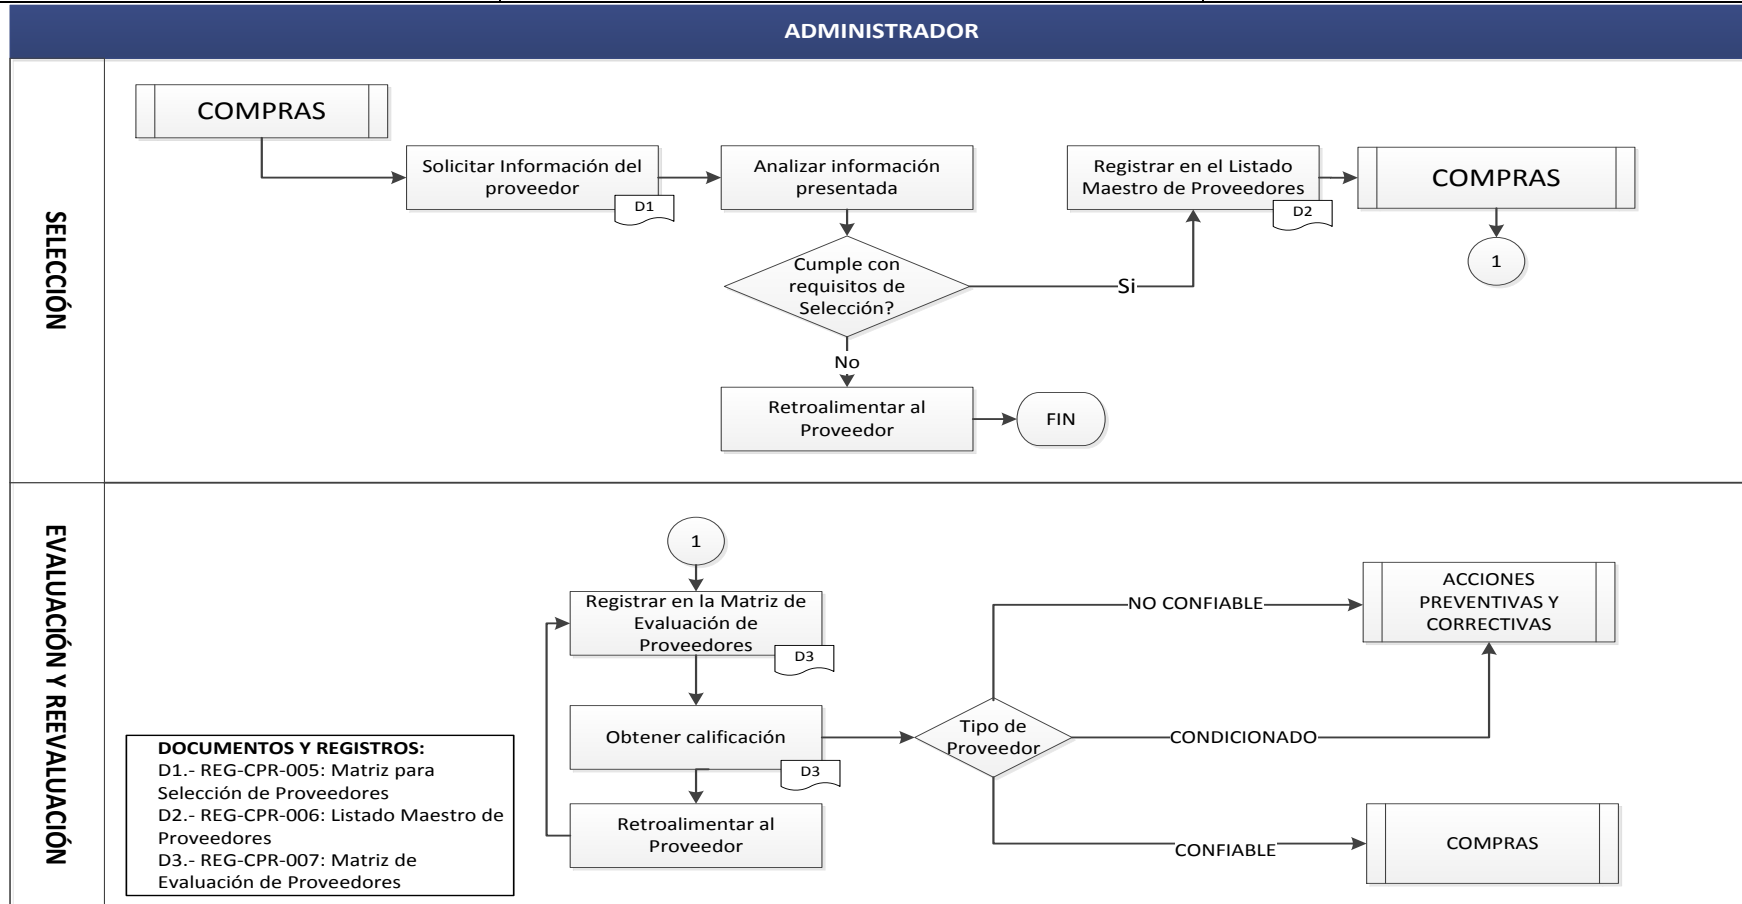 ADMINISTRADOR
SELECCIÓN
COMPRAS
Solicitar Información del
proveedor
D1
Analizar información
presentada
Registrar en el Listado
Maestro de Proveedores
D2
COMPRAS
1
Cumple con
requisitos de
Selección?
Si
No
Retroalimentar al
Proveedor
FIN
EVALUACIÓN Y REEVALUACIÓN
1
Registrar en la Matriz de
Evaluación de
Proveedores
D3
Obtener calificación
D3
Retroalimentar al
Proveedor
Tipo de
Proveedor
NO CONFIABLE
ACCIONES
PREVENTIVAS Y
CORRECTIVAS
CONDICIONADO
CONFIABLE
COMPRAS
DOCUMENTOS Y REGISTROS:
D1.- REG-CPR-005: Matriz para
Selección de Proveedores
D2.- REG-CPR-006: Listado Maestro de
Proveedores
D3.- REG-CPR-007: Matriz de
Evaluación de Proveedores